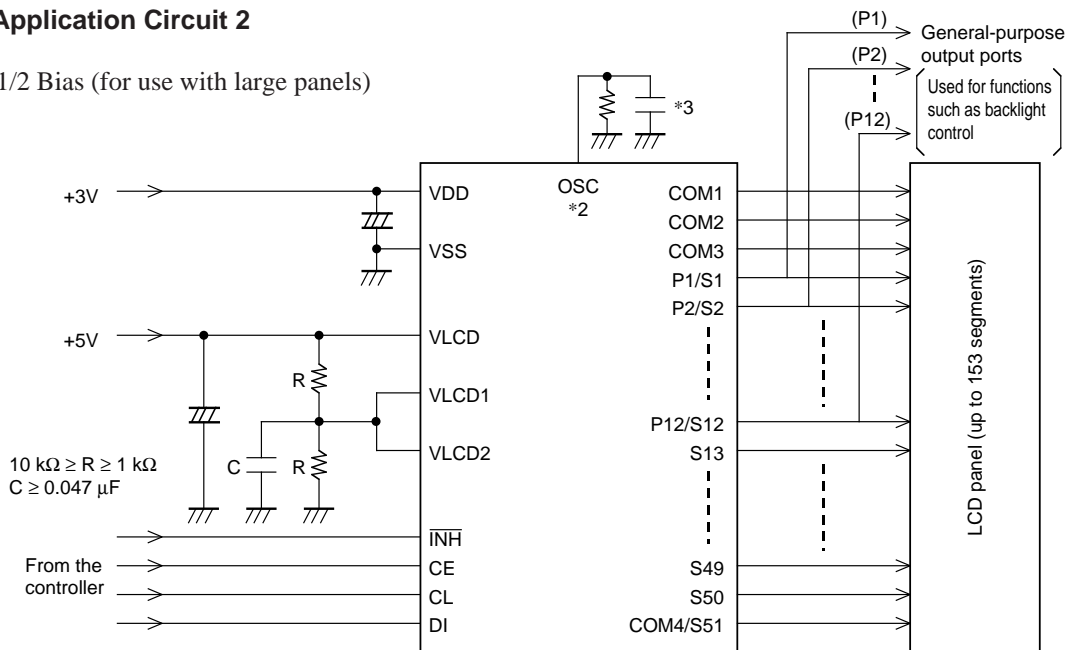 Application Circuit 2
1/2 Bias (for use with large panels)
(P1)
General-purpose
output ports
(P2)
Used for functions
such as backlight
control
(P12)
*3
OSC
*2
+3V
VDD
VSS
+5V
VLCD
R
VLCD1
C
R
VLCD2
10 kΩ ≥ R ≥ 1 kΩ
C ≥ 0.047 μF
INH
From the
controller
CE
CL
DI
COM1
COM2
COM3
P1/S1
P2/S2
P12/S12
S13
S49
S50
COM4/S51
LCD panel (up to 153 segments)